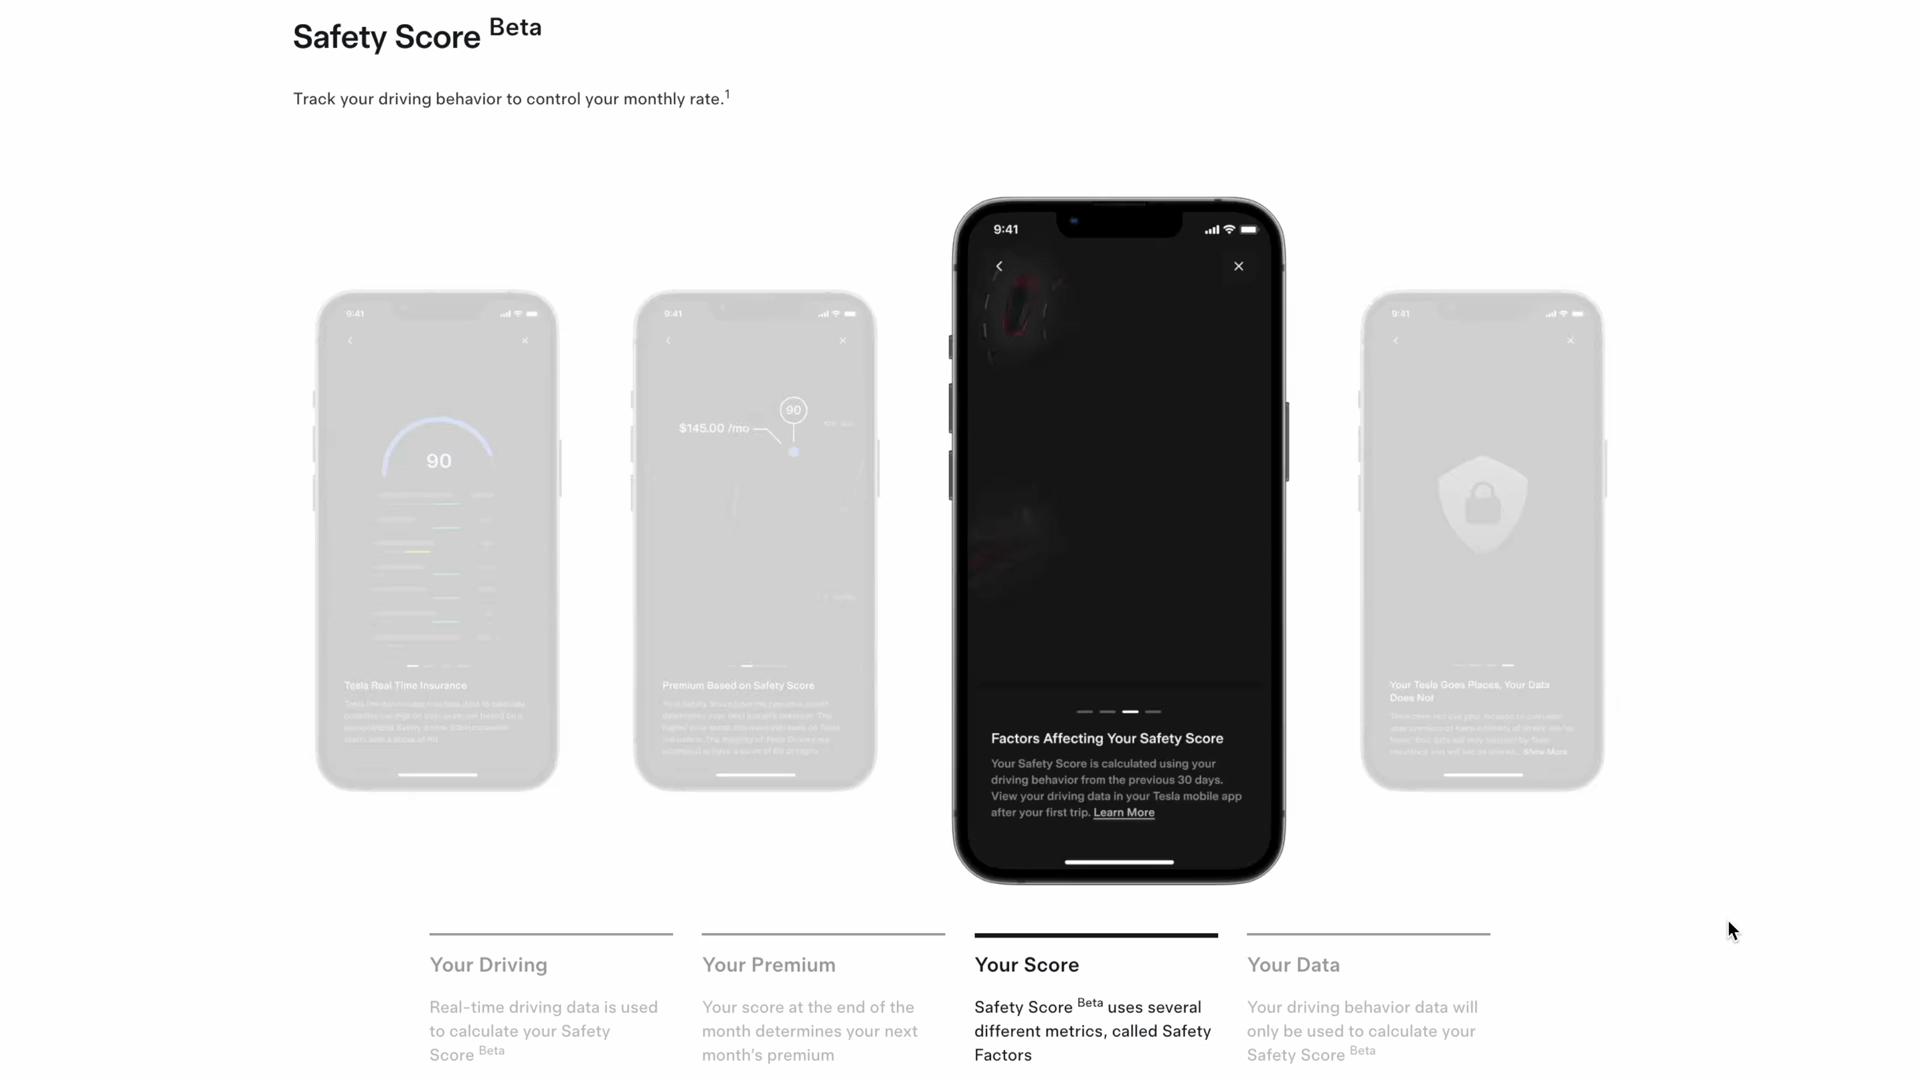 Safety Score Beta
Track your driving behavior to control your monthly rate.1
9:41
90
Tesla Real Time Insurance
9:41
$145.00 /mo
90
Premium Based on Safety Score
9:41
Factors Affecting Your Safety Score
Your Safety Score is calculated using your
driving behavior from the previous 30 days.
View your driving data in your Tesla mobile app
after your first trip. Learn More
9:41
Your Tesla Goes Places, Your Data
Does Not
Show More
Your Driving
Real-time driving data is used
to calculate your Safety
Score Beta
Your Premium
Your score at the end of the
month determines your next
month's premium
Your Score
Safety Score Beta uses several
different metrics, called Safety
Factors
Your Data
Your driving behavior data will
only be used to calculate your
Safety Score Beta